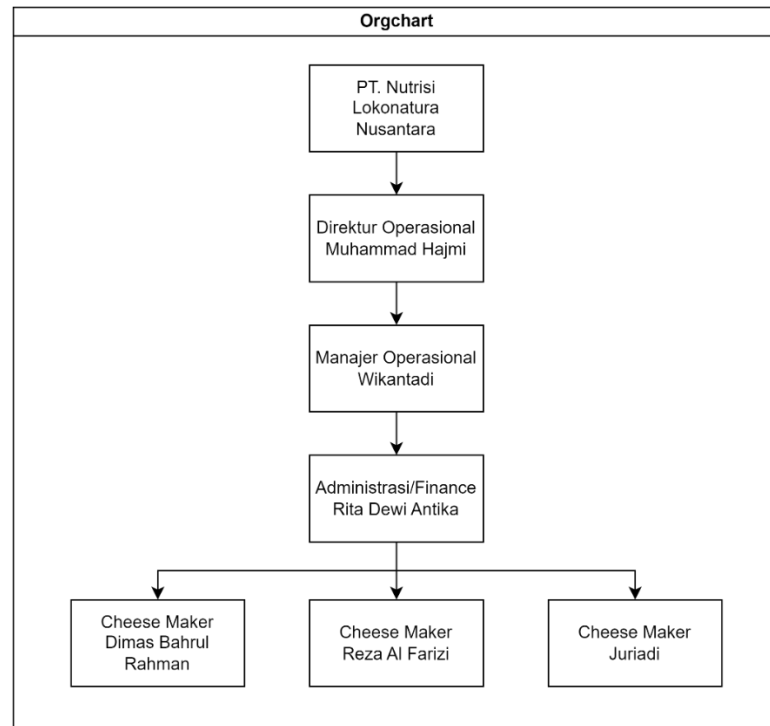 Orgchart
PT. Nutrisi
Lokonatura
Nusantara
Direktur Operasional
Muhammad Hajmi
Manajer Operasional
Wikantadi
Administrasi/Finance
Rita Dewi Antika
Cheese Maker
Dimas Bahrul
Rahman
Cheese Maker
Reza Al Farizi
Cheese Maker
Juriadi